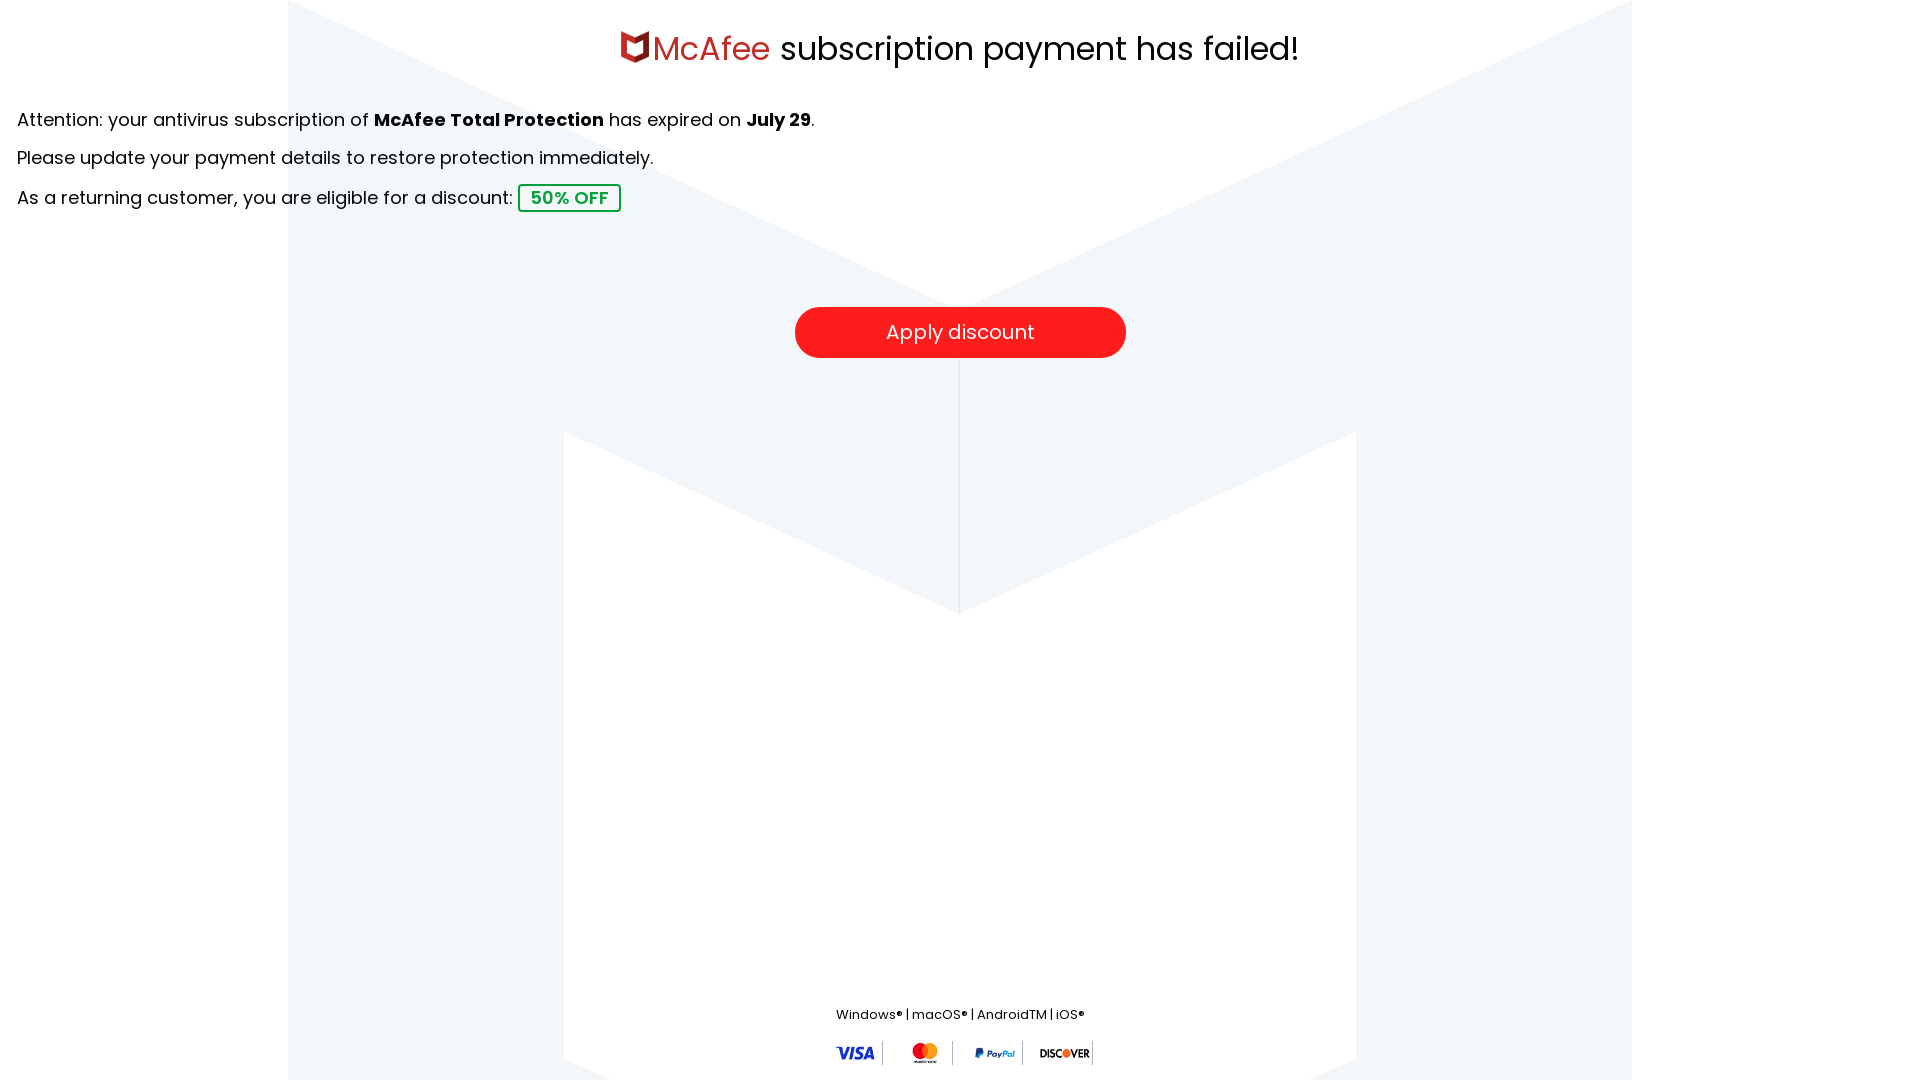 McAfee subscription payment has failed!
Attention: your antivirus subscription of McAfee Total Protection has expired on July 29.
Please update your payment details to restore protection immediately.
As a returning customer, you are eligible for a discount: 50% OFF
Apply discount
Windows® | macOS® | AndroidTM | iOS®
VISA mastercard PayPal DISCOVER